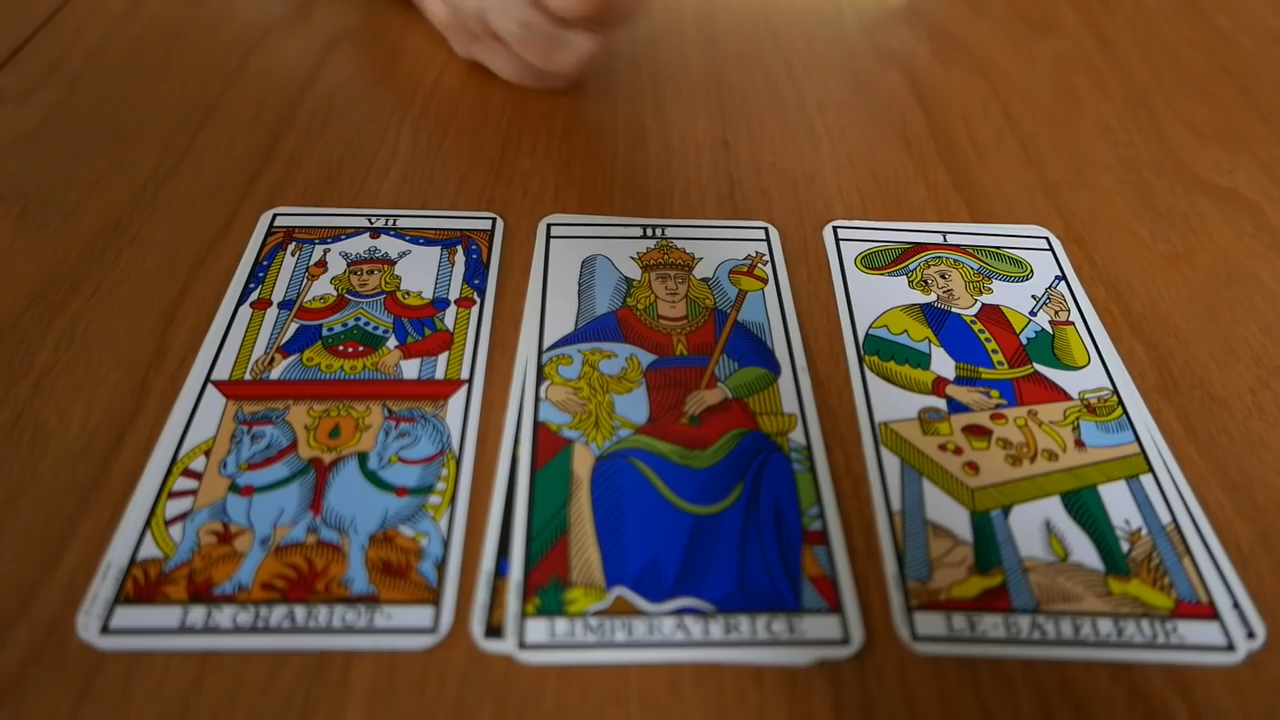 VII
LE CHARIOT·
III
LIMPERATRICE
I
LE·BATELEUR